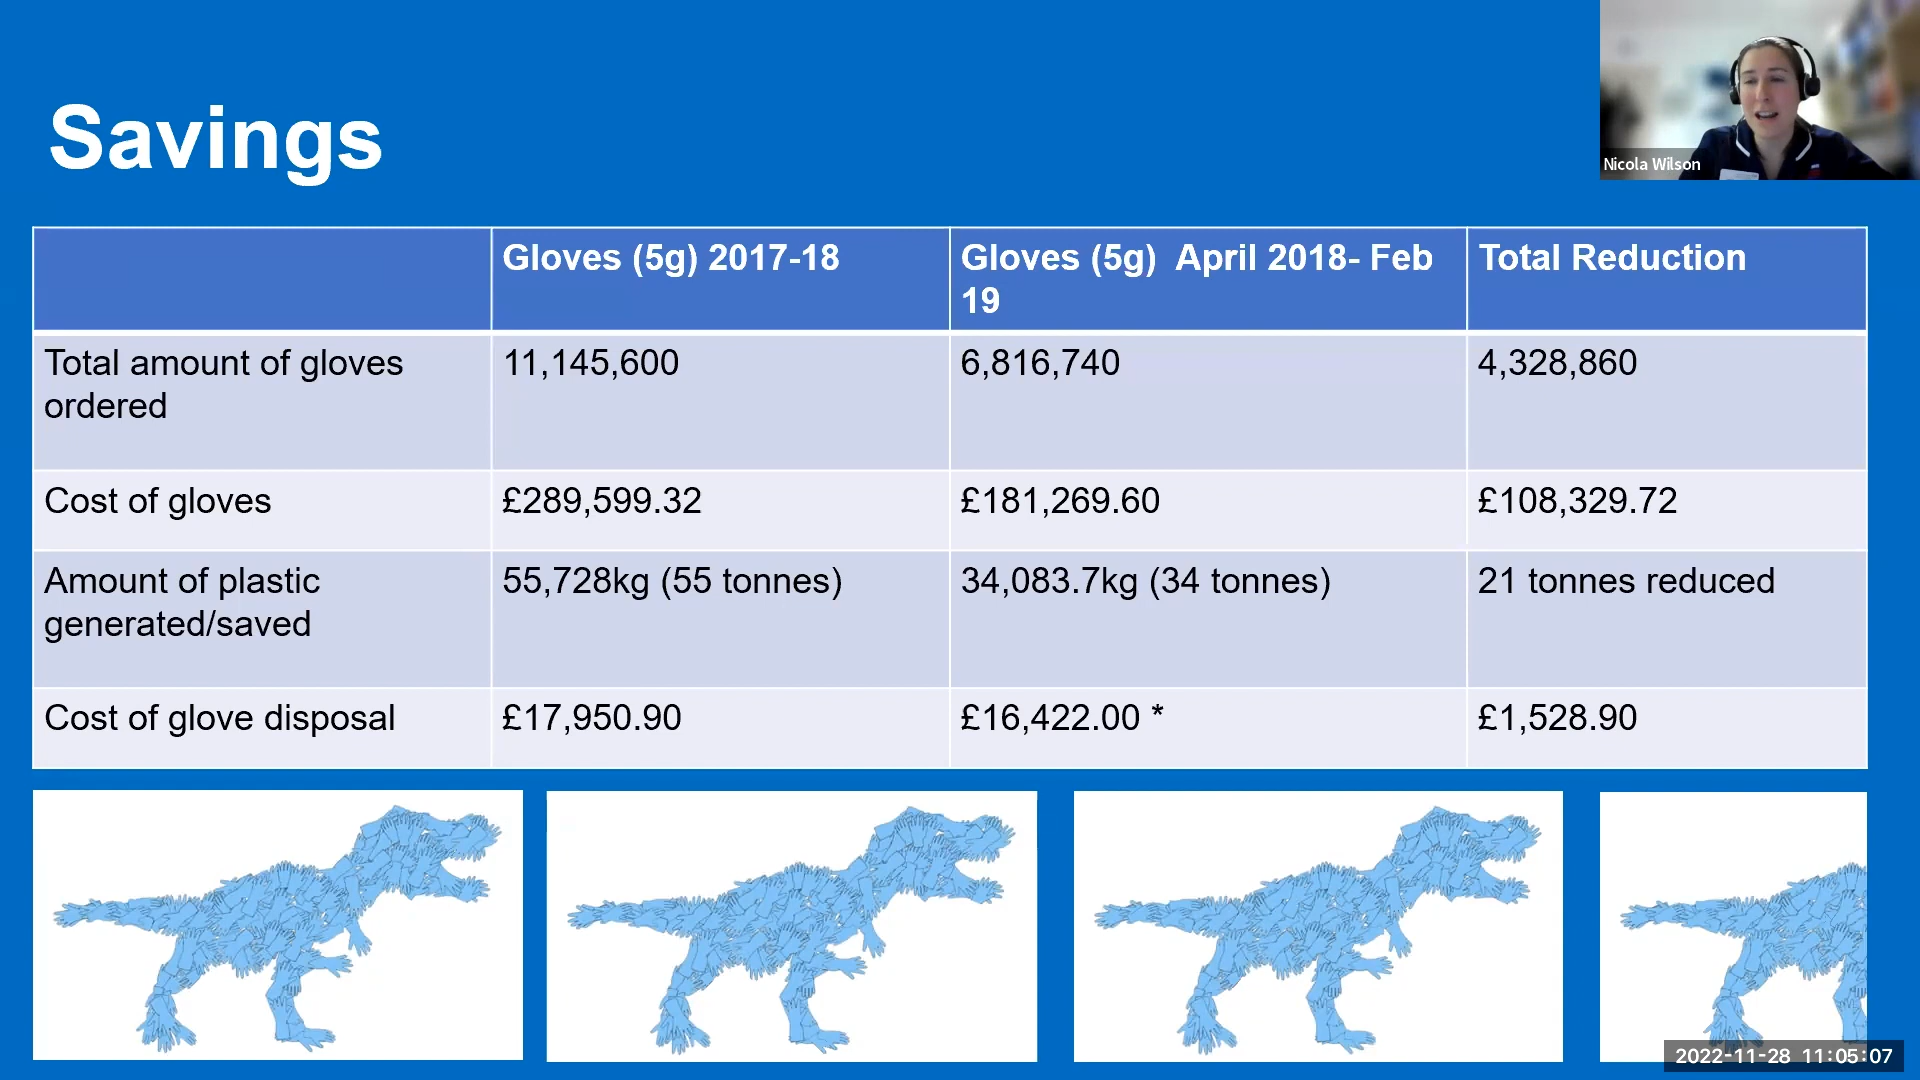 Savings
Nicola Wilson
Gloves (5g) 2017-18
Gloves (5g) April 2018- Feb
19
Total Reduction
Total amount of gloves
ordered
11,145,600
6,816,740
4,328,860
Cost of gloves
£289,599.32
£181,269.60
£108,329.72
Amount of plastic
generated/saved
55,728kg (55 tonnes)
34,083.7kg (34 tonnes)
21 tonnes reduced
Cost of glove disposal
£17,950.90
£16,422.00 *
£1,528.90
2022-11-28 11:05:07